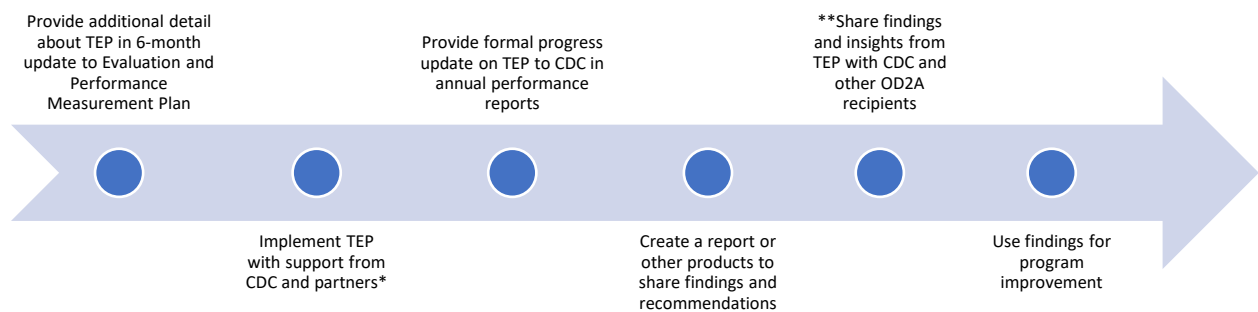 Provide additional detail
about TEP in 6-month
update to Evaluation and
Performance
Measurement Plan
Implement TEP
with support from
CDC and partners*
Provide formal progress
update on TEP to CDC in
annual performance
reports
Create a report or
other products to
share findings and
recommendations
**Share findings
and insights from
TEP with CDC and
other OD2A
recipients
Use findings for
program
improvement